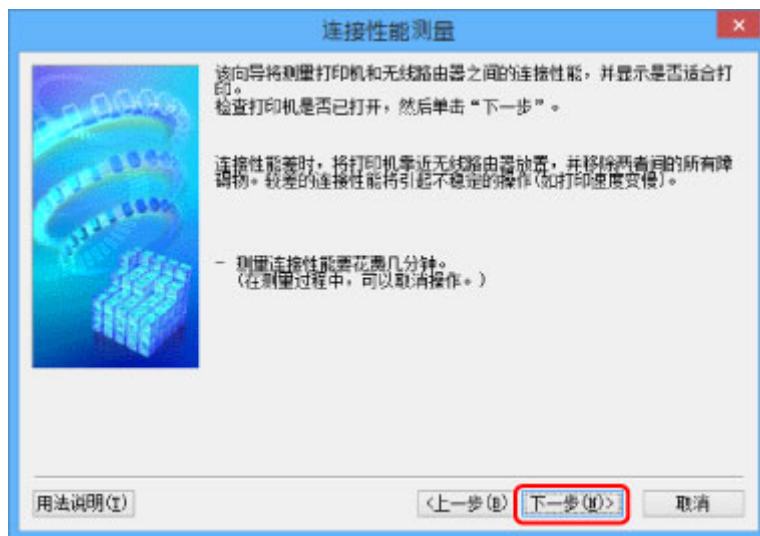 连接性能测量
该向导将测量打印机和无线路由器之间的连接性能，并显示是否适合打
印。
检查打印机是否已打开，然后单击“下一步”。
连接性能差时，将打印机靠近无线路由器放置，并移除两者间的所有障
碍物。较差的连接性能将引起不稳定的操作(如打印速度变慢)。
- 测量连接性能要花费几分钟。
(在测量过程中，可以取消操作。)
用法说明(I) <上一步(B) 下一步(N)> 取消